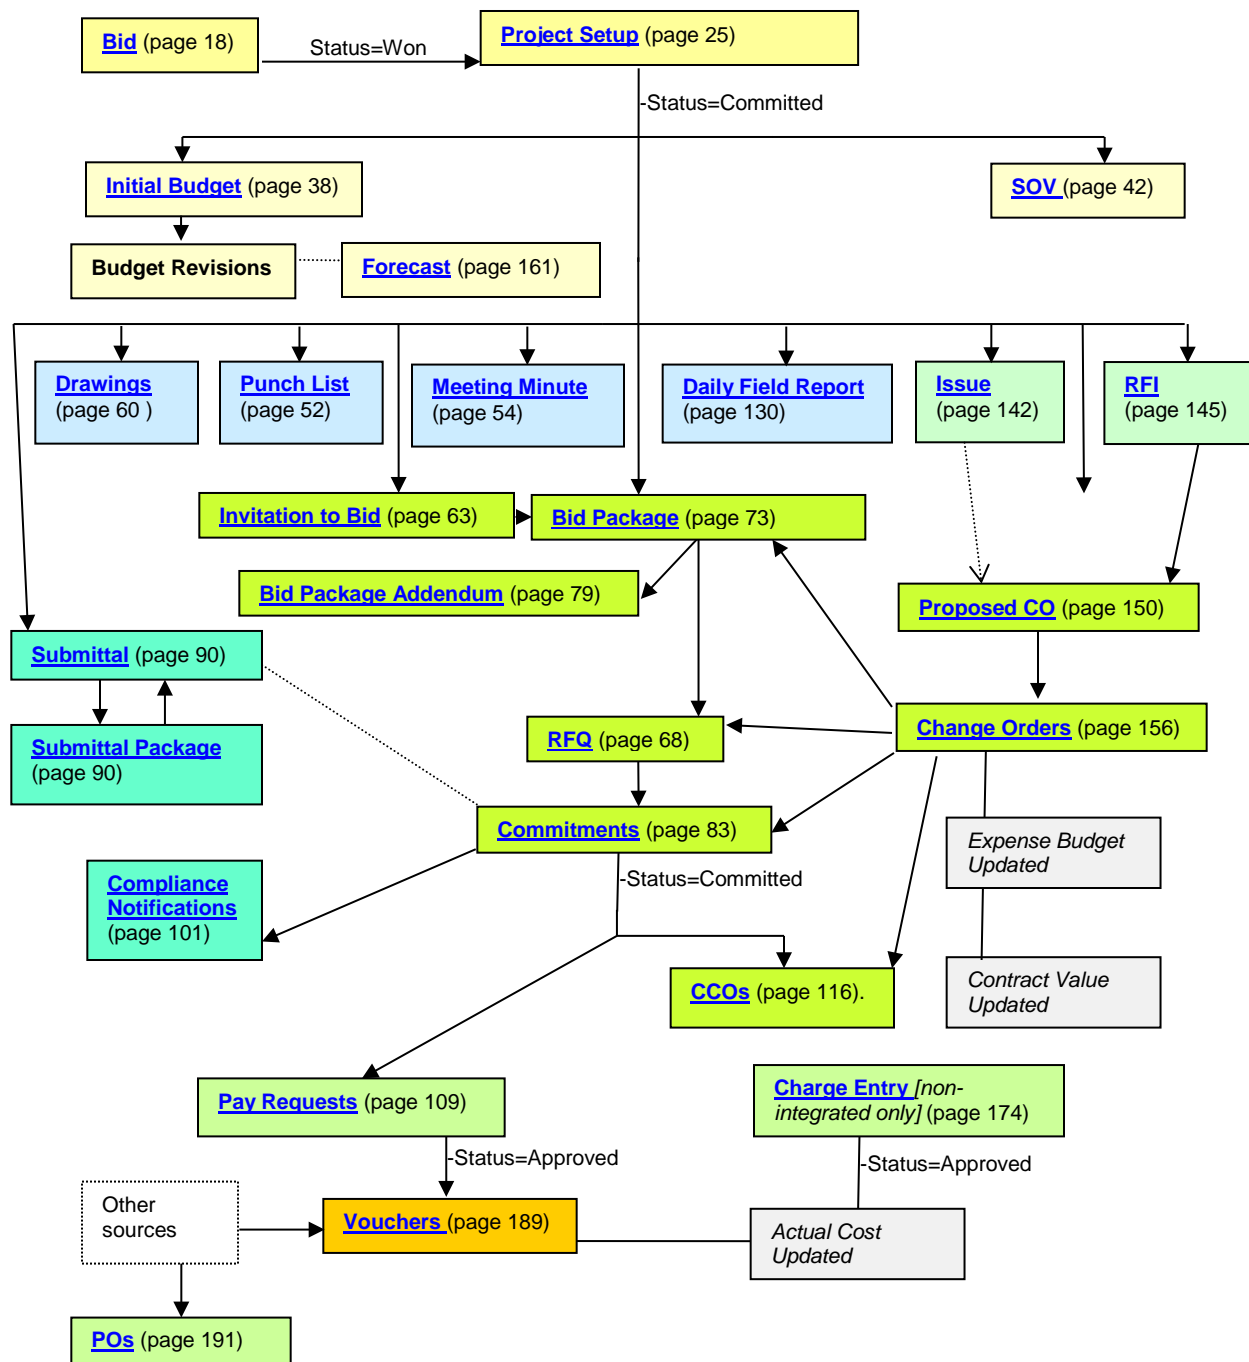 Bid (page 18)
Status=Won
Project Setup (page 25)
-Status=Committed
Initial Budget (page 38)
SOV (page 42)
Budget Revisions
Forecast (page 161)
Drawings
(page 60 )
Punch List
(page 52)
Meeting Minute
(page 54)
Daily Field Report
(page 130)
Issue
(page 142)
RFI
(page 145)
Invitation to Bid (page 63)
Bid Package (page 73)
Bid Package Addendum (page 79)
Proposed CO (page 150)
Submittal (page 90)
Submittal Package
(page 90)
RFQ (page 68)
Change Orders (page 156)
Commitments (page 83)
Expense Budget
Updated
Compliance
Notifications
(page 101)
-Status=Committed
CCOs (page 116).
Contract Value
Updated
Pay Requests (page 109)
Charge Entry [non-
integrated only] (page 174)
-Status=Approved
-Status=Approved
Other
sources
Vouchers (page 189)
Actual Cost
Updated
POs (page 191)